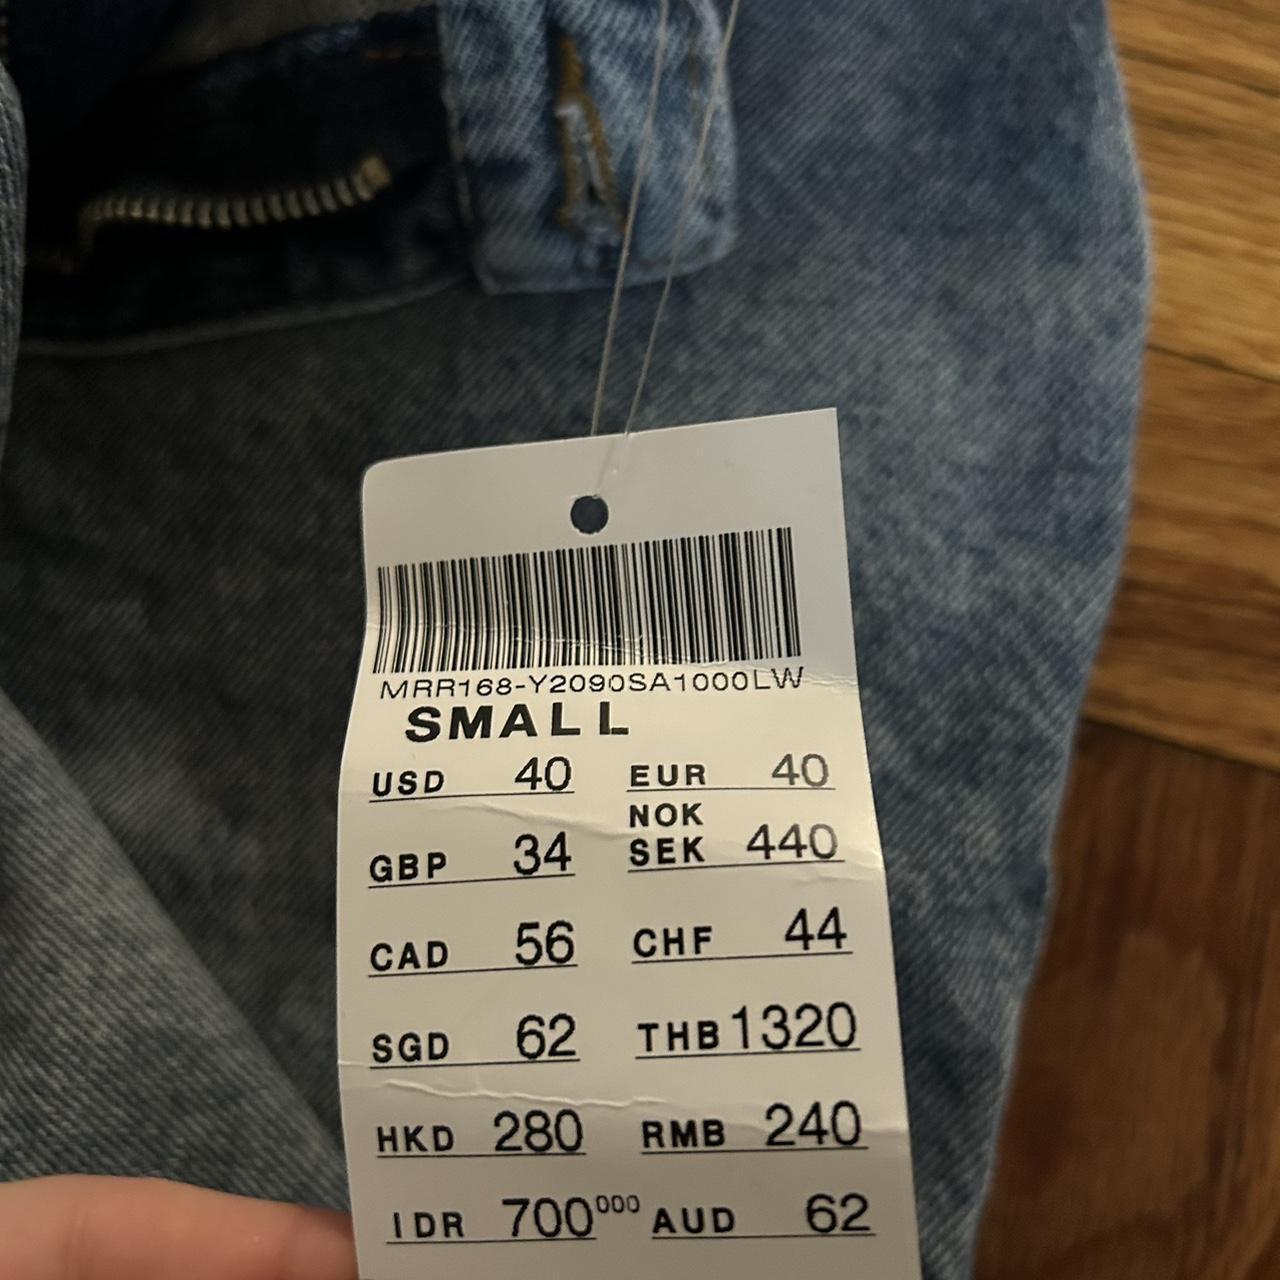 MRR168-Y2090SA1000LW
SMALL
USD 40 EUR 40
NOK
GBP 34 SEK 440
CAD 56 CHF 44
SGD 62 THB 1320
HKD 280 RMB 240
IDR 700000 AUD 62